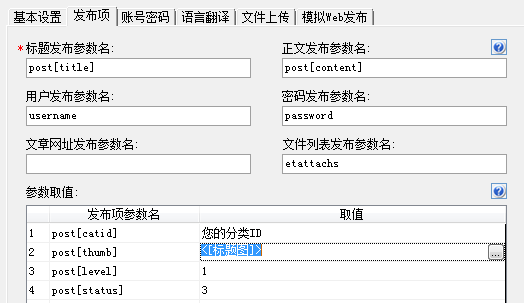 基本设置 发布项 账号密码 语言翻译 文件上传 模拟Web发布
*标题发布参数名: 正文发布参数名: ?
post[title] post[content]
用户发布参数名: 密码发布参数名:
username password
文章网址发布参数名: 文件列表发布参数名:
etattachs
参数取值: ?
发布项参数名 取值
1 post[catid] 您的分类ID
2 post[thumb] <[标题图]> ...
3 post[level] 1
4 post[status] 3